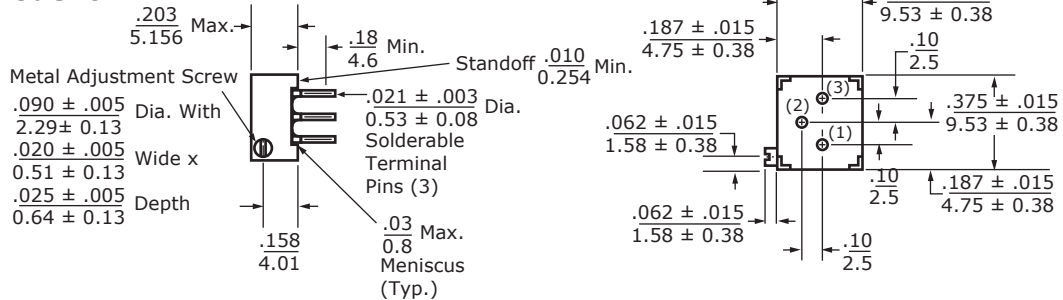 .203
5.156
Max.
.18
4.6
Min.
Standoff .010
0.254
Min.
Metal Adjustment Screw
.090 ± .005
2.29± 0.13
Dia. With
.020 ± .005
0.51 ± 0.13
Wide x
.025 ± .005
0.64 ± 0.13
Depth
.021 ± .003
0.53 ± 0.08
Dia.
Solderable
Terminal
Pins (3)
.158
4.01
.03
0.8
Max.
Meniscus
(Typ.)
9.53 ± 0.38
.187 ± .015
4.75 ± 0.38
.10
2.5
(3)
(2)
(1)
.375 ± .015
9.53 ± 0.38
.062 ± .015
1.58 ± 0.38
.10
2.5
.187 ± .015
4.75 ± 0.38
.062 ± .015
1.58 ± 0.38
.10
2.5